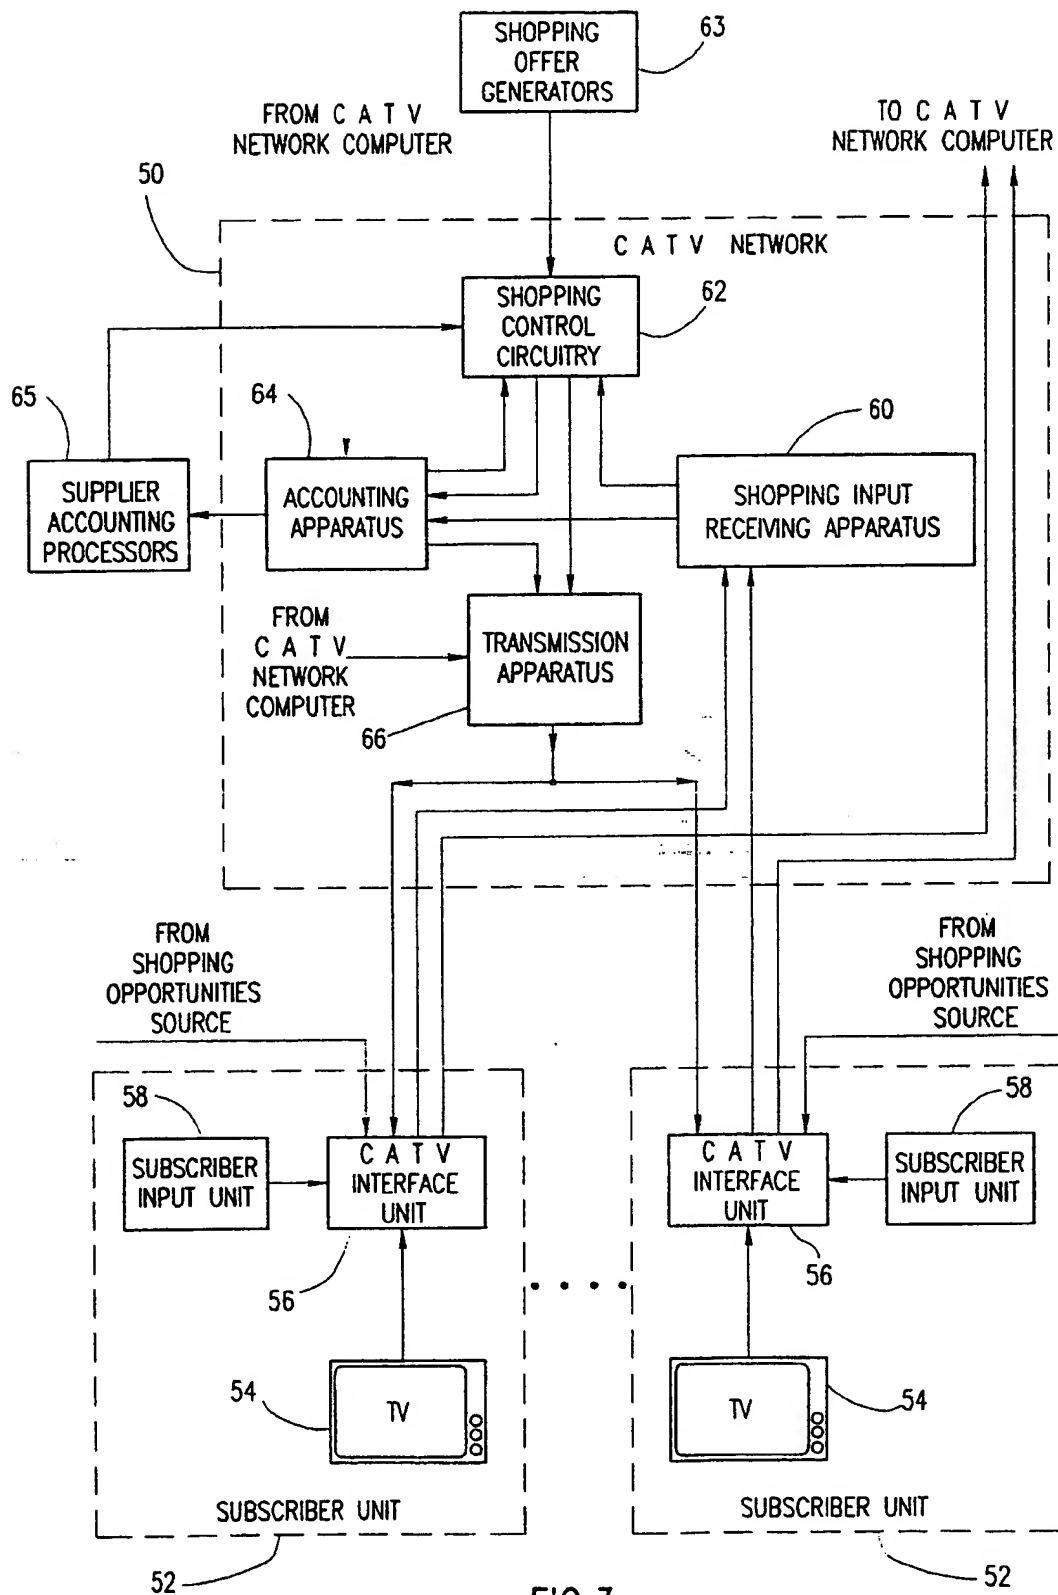 SHOPPING
OFFER
GENERATORS
63
FROM C A T V
NETWORK COMPUTER
TO C A T V
NETWORK COMPUTER
50
C A T V NETWORK
SHOPPING
CONTROL
CIRCUITRY
62
65
64
60
SUPPLIER
ACCOUNTING
PROCESSORS
ACCOUNTING
APPARATUS
SHOPPING INPUT
RECEIVING APPARATUS
FROM
C A T V
NETWORK
COMPUTER
TRANSMISSION
APPARATUS
66
FROM
SHOPPING
OPPORTUNITIES
SOURCE
FROM
SHOPPING
OPPORTUNITIES
SOURCE
58
SUBSCRIBER
INPUT UNIT
C A T V
INTERFACE
UNIT
56
C A T V
INTERFACE
UNIT
56
58
SUBSCRIBER
INPUT UNIT
54
TV
TV
54
SUBSCRIBER UNIT
52
SUBSCRIBER UNIT
52